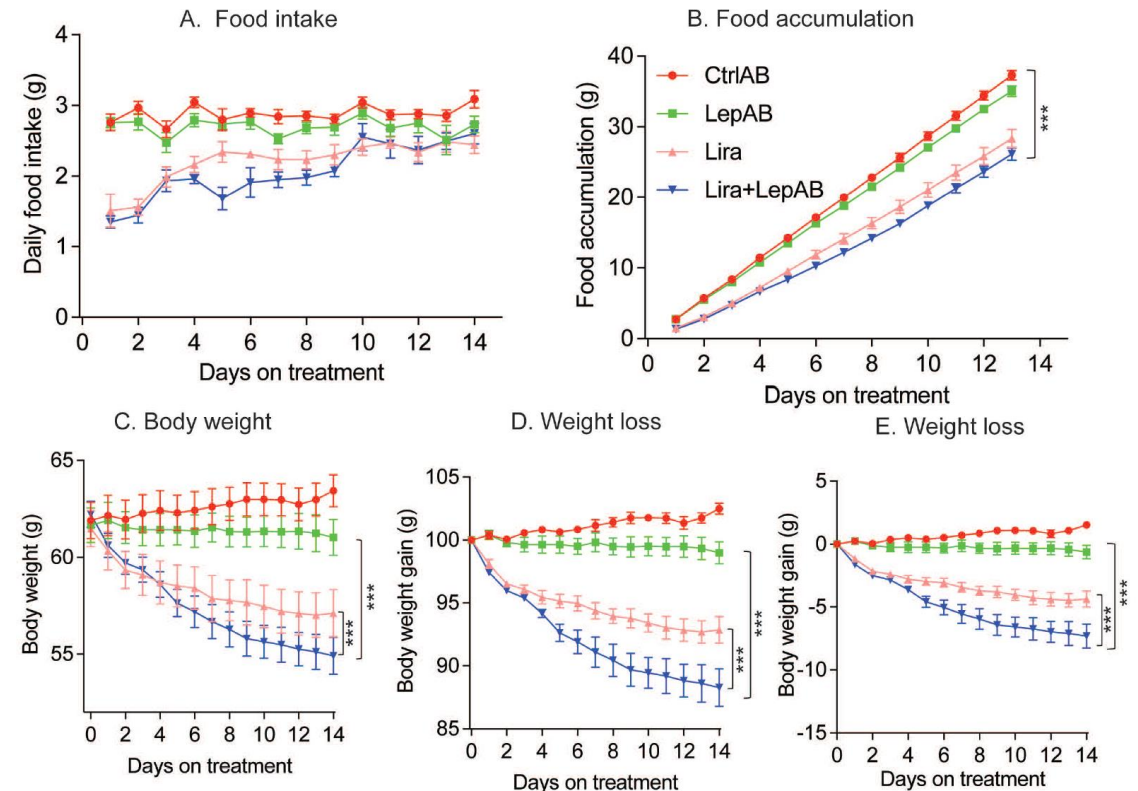 A. Food intake
4
3
2
1
0
0 2 4 6 8 10 12 14
Daily food intake (g)
Days on treatment
B. Food accumulation
40
30
20
10
0
0 2 4 6 8 10 12 14
Food accumulation (g)
Days on treatment
CtrlAB
LepAB
Lira
Lira+LepAB
***
C. Body weight
65
60
55
0 2 4 6 8 10 12 14
Body weight (g)
Days on treatment
***
***
D. Weight loss
105
100
95
90
85
0 2 4 6 8 10 12 14
Body weight gain (g)
Days on treatment
***
***
E. Weight loss
5
0
-5
-10
-15
0 2 4 6 8 10 12 14
Body weight gain (g)
Days on treatment
***
***